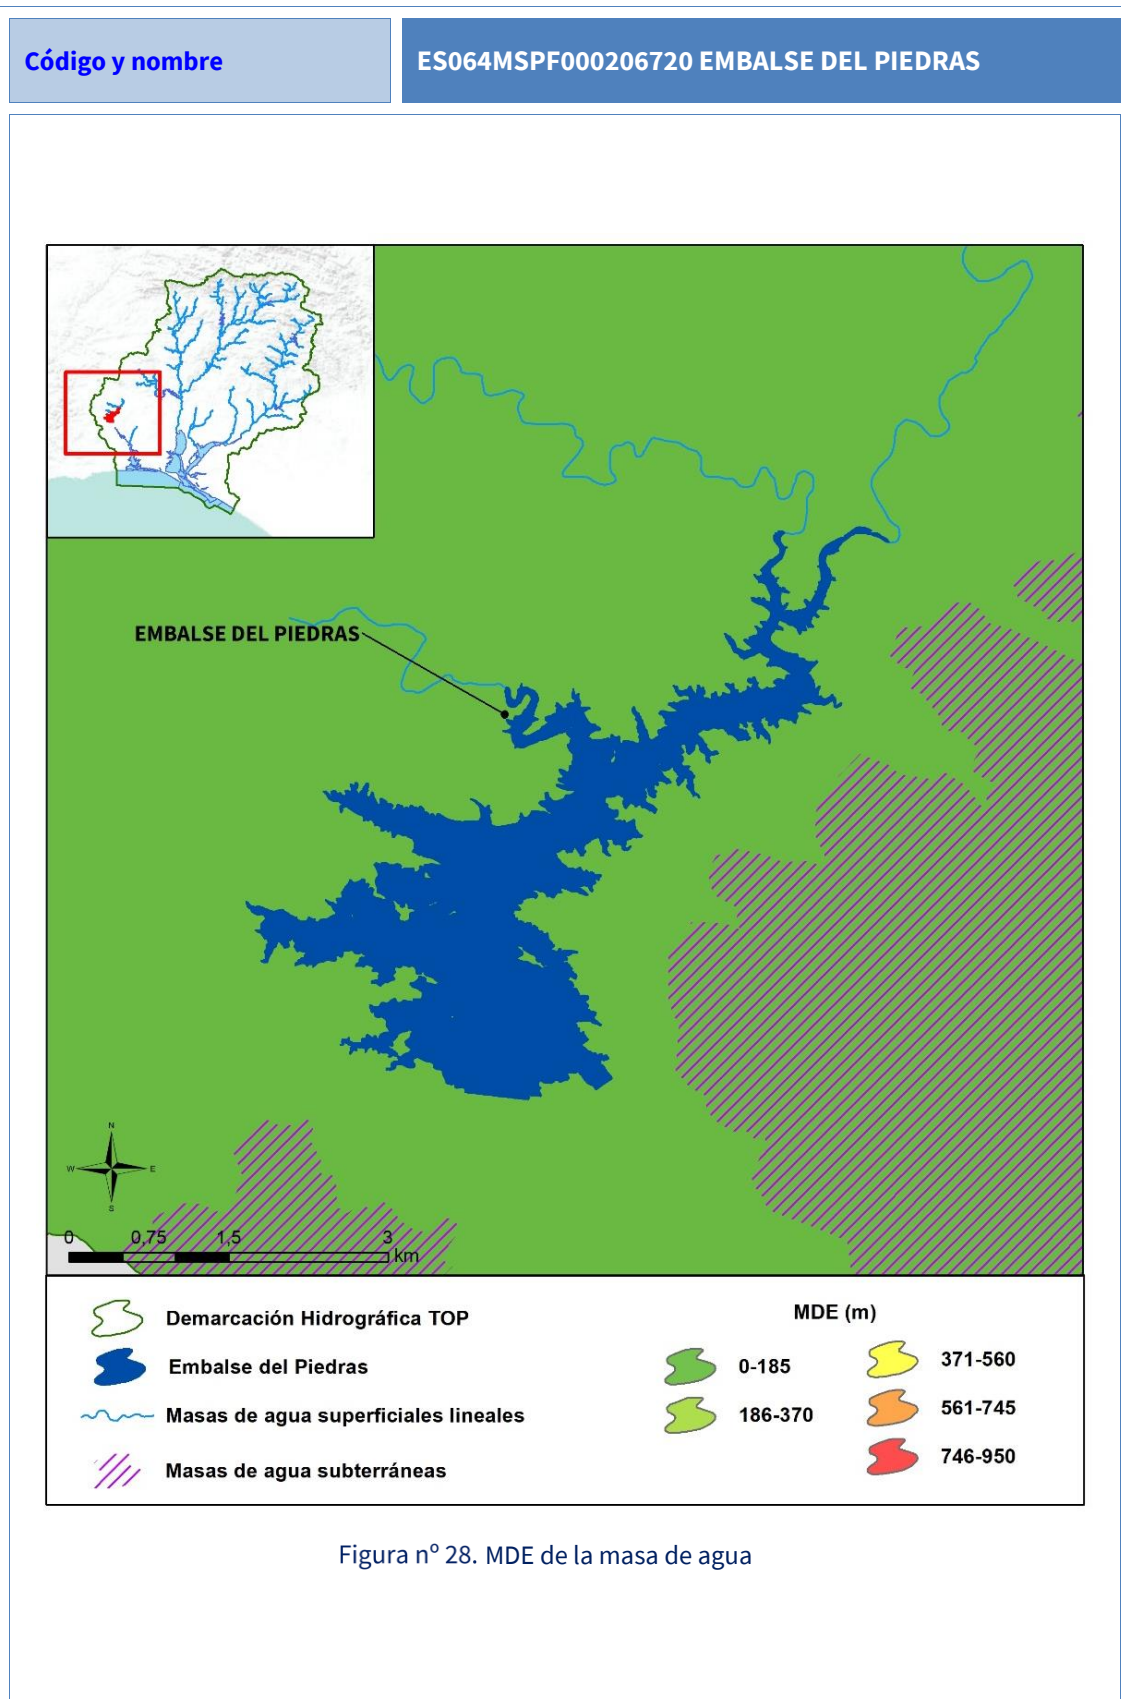 Código y nombre
ES064MSPF000206720 EMBALSE DEL PIEDRAS
EMBALSE DEL PIEDRAS
N
W E
S
0 0,75 1,5 3
km
Demarcación Hidrográfica TOP
Embalse del Piedras
Masas de agua superficiales lineales
Masas de agua subterráneas
MDE (m)
0-185
186-370
371-560
561-745
746-950
Figura nº 28. MDE de la masa de agua